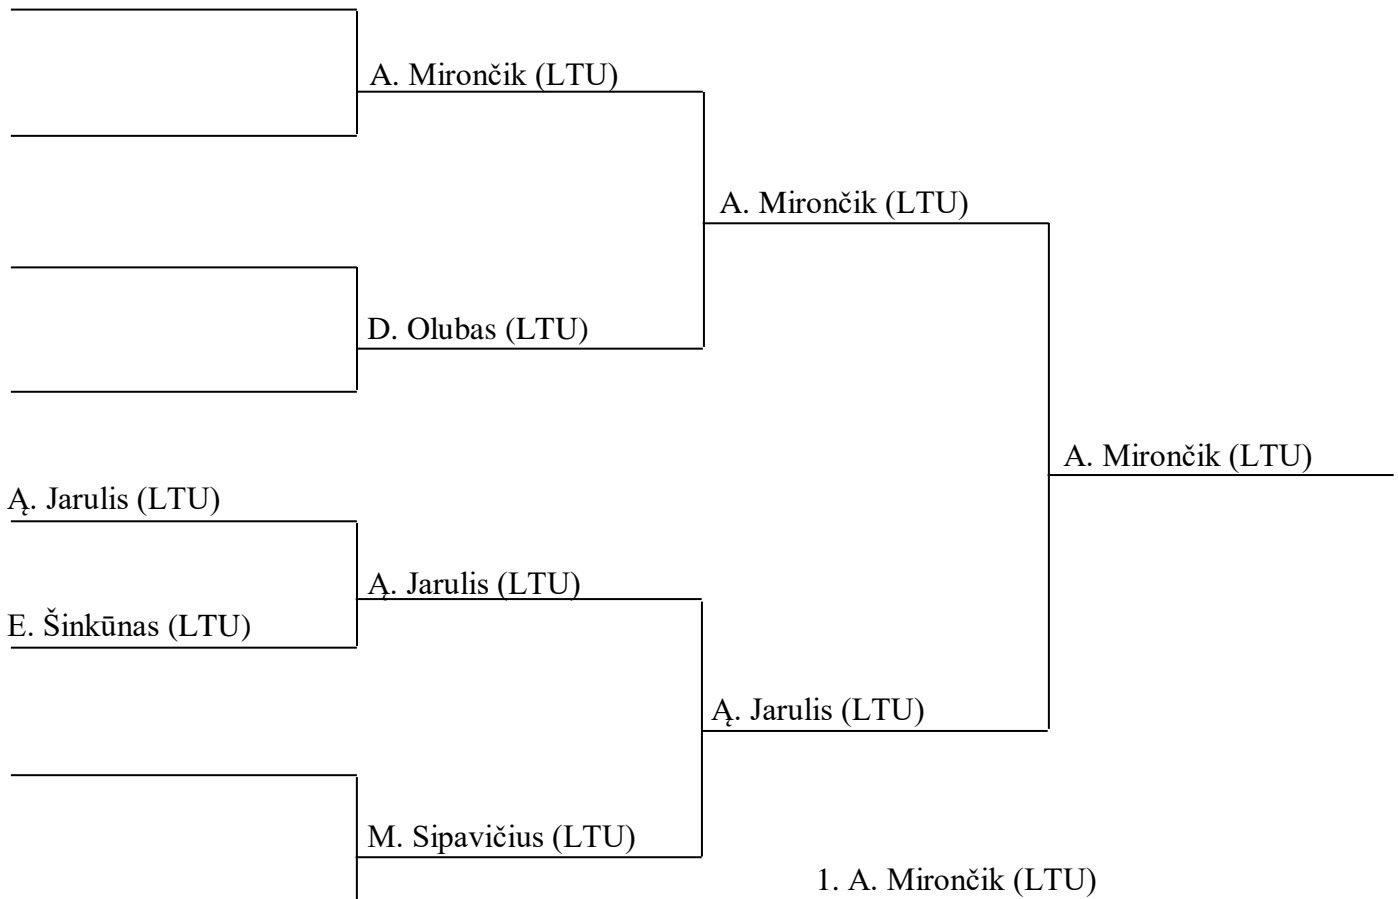 A. Mirončik (LTU)
A. Mirončik (LTU)
D. Olubas (LTU)
A. Mirončik (LTU)
Ą. Jarulis (LTU)
Ą. Jarulis (LTU)
E. Šinkūnas (LTU)
Ą. Jarulis (LTU)
M. Sipavičius (LTU)
1. A. Mirončik (LTU)